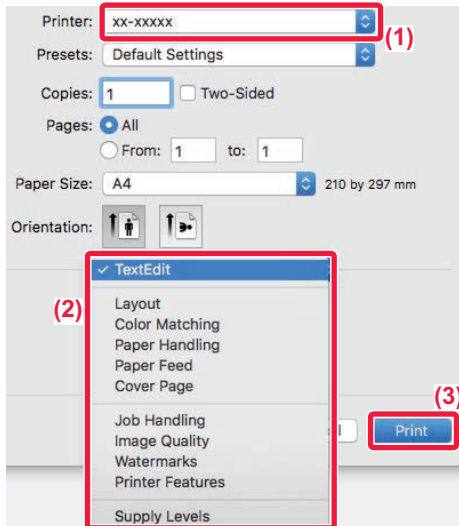 Printer: xx-xxxxx
(1)
Presets: Default Settings
Copies: 1 Two-Sided
Pages: All
From: 1 to: 1
Paper Size: A4 210 by 297 mm
Orientation:
✓ TextEdit
(2)
Layout
Color Matching
Paper Handling
Paper Feed
Cover Page
(3)
Job Handling
Image Quality
Watermarks
Printer Features
Print
Supply Levels